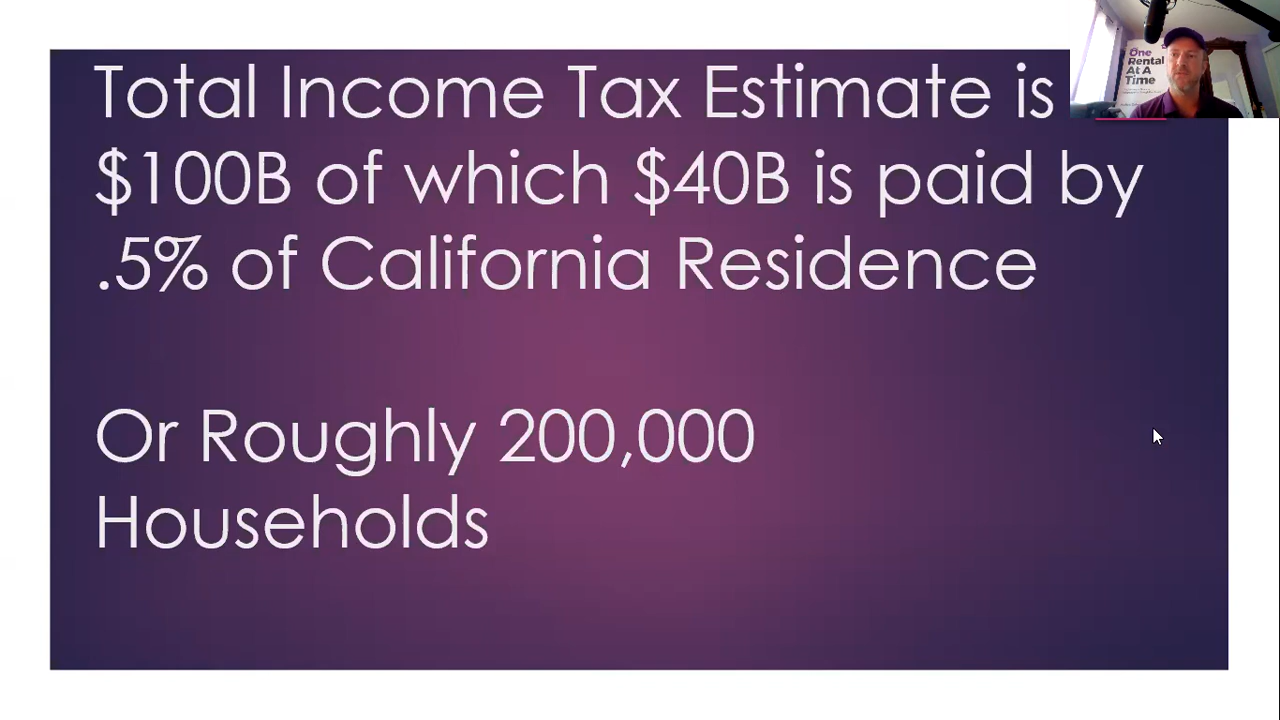 Total Income Tax Estimate is
$100B of which $40B is paid by
.5% of California Residence
Or Roughly 200,000
Households
One
Rental
At A
Time